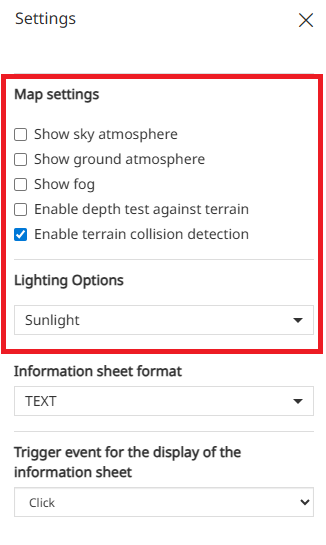 Settings
Map settings
Show sky atmosphere
Show ground atmosphere
Show fog
Enable depth test against terrain
Enable terrain collision detection
Lighting Options
Sunlight
Information sheet format
TEXT
Trigger event for the display of the
information sheet
Click